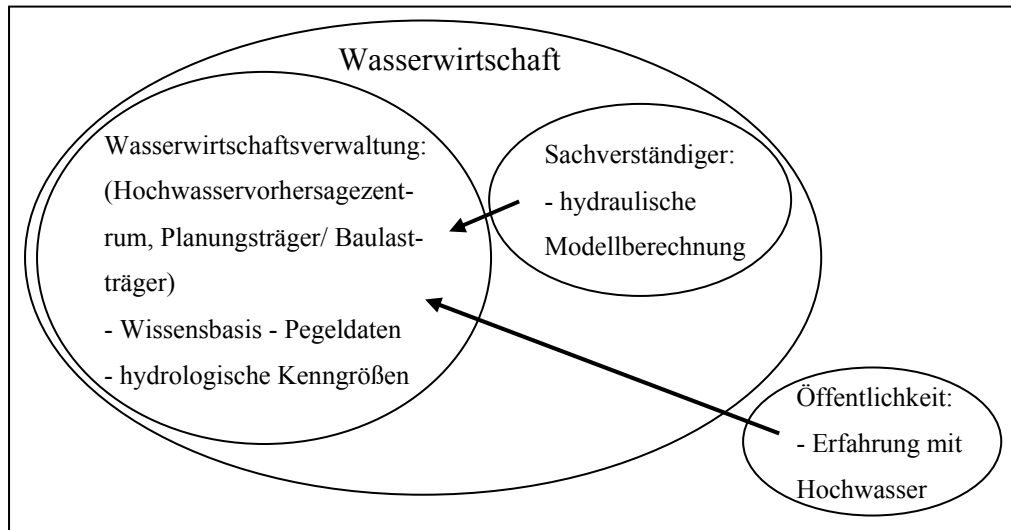 Wasserwirtschaft
Wasserwirtschaftsverwaltung:
(Hochwasservorhersagezent-
rum, Planungsträger/ Baulast-
träger)
- Wissensbasis - Pegeldaten
- hydrologische Kenngrößen
Sachverständiger:
- hydraulische
Modellberechnung
Öffentlichkeit:
- Erfahrung mit
Hochwasser